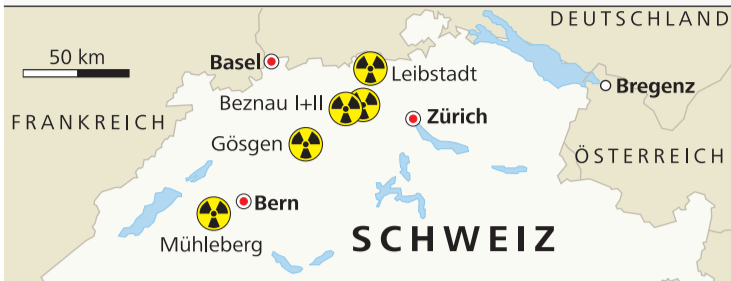 DEUTSCHLAND
50 km
Basel
Leibstadt
Bregenz
Beznau I+II
Zürich
FRANKREICH
Gösgen
ÖSTERREICH
Bern
Mühleberg
SCHWEIZ